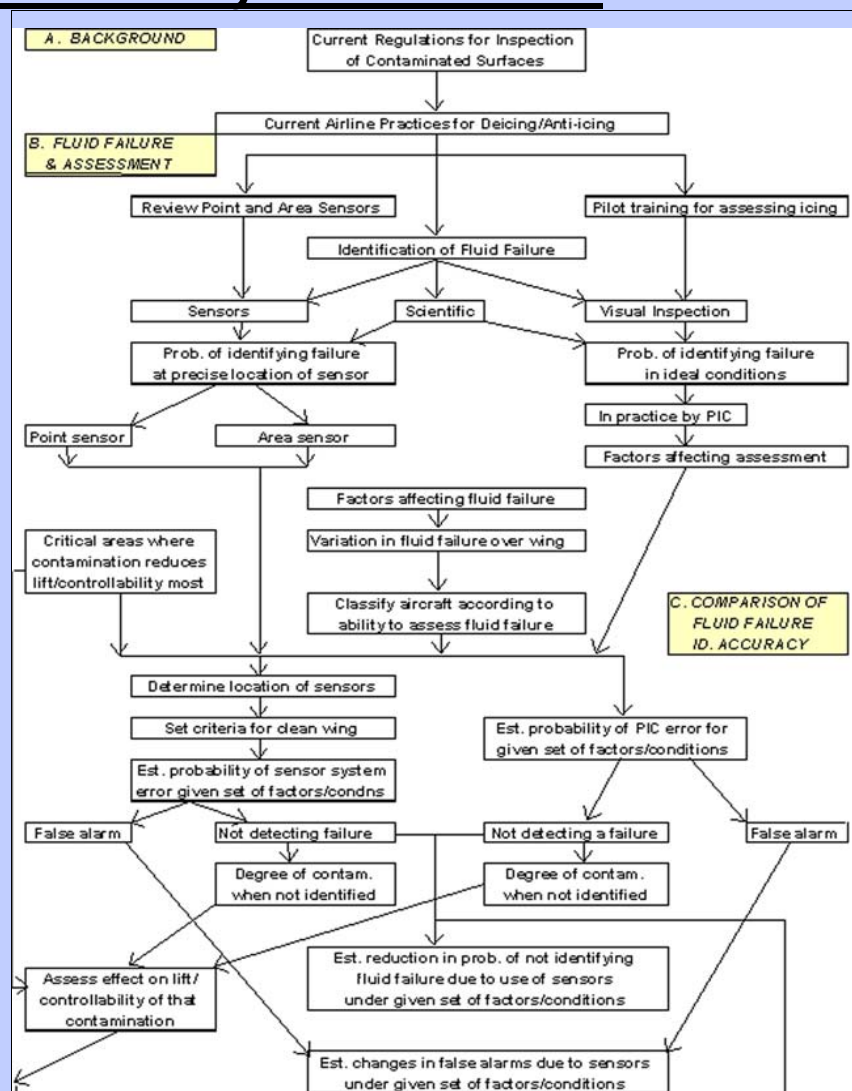 A. BACKGROUND
Current Regulations for Inspection
of Contaminated Surfaces
Current Airline Practices for Deicing/Anti-icing
B. FLUID FAILURE
& ASSESSMENT
Review Point and Area Sensors
Pilot training for assessing icing
Identification of Fluid Failure
Sensors
Scientific
Visual Inspection
Prob. of identifying failure
at precise location of sensor
Prob. of identifying failure
in ideal conditions
In practice by PIC
Point sensor
Area sensor
Factors affecting assessment
Factors affecting fluid failure
Critical areas where
contamination reduces
lift/controllability most
Variation in fluid failure over wing
Classify aircraft according to
ability to assess fluid failure
C. COMPARISON OF
FLUID FAILURE
ID. ACCURACY
Determine location of sensors
Set criteria for clean wing
Est. probability of PIC error for
given set of factors/conditions
Est. probability of sensor system
error given set of factors/condns
False alarm
Not detecting failure
Not detecting a failure
False alarm
Degree of contam.
when not identified
Degree of contam.
when not identified
Est. reduction in prob. of not identifying
fluid failure due to use of sensors
under given set of factors/conditions
Assess effect on lift/
controllability of that
contamination
Est. changes in false alarms due to sensors
under given set of factors/conditions